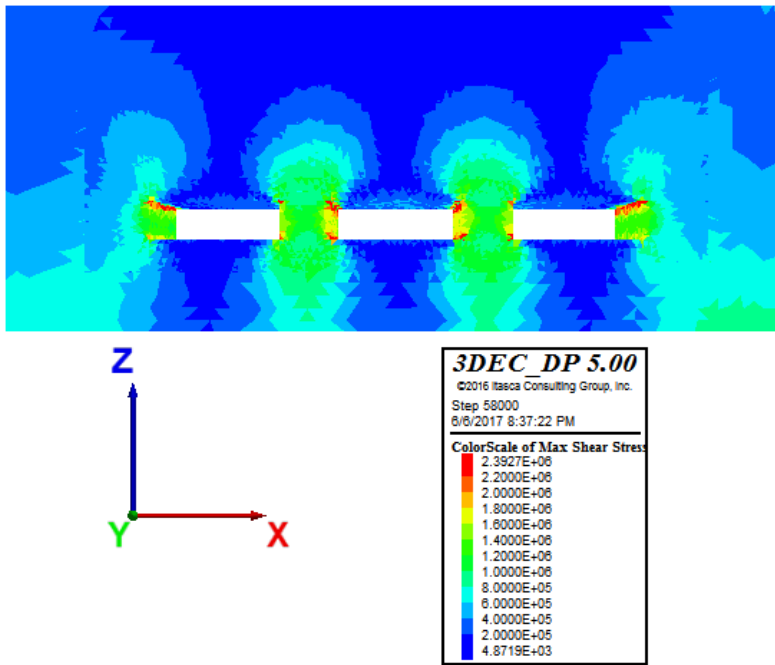 Z
Y
X
3DEC_DP 5.00
©2016 Itasca Consulting Group, Inc.
Step 58000
6/6/2017 8:37:22 PM
ColorScale of Max Shear Stress
2.3927E+06
2.2000E+06
2.0000E+06
1.8000E+06
1.6000E+06
1.4000E+06
1.2000E+06
1.0000E+06
8.0000E+05
6.0000E+05
4.0000E+05
2.0000E+05
4.8719E+03